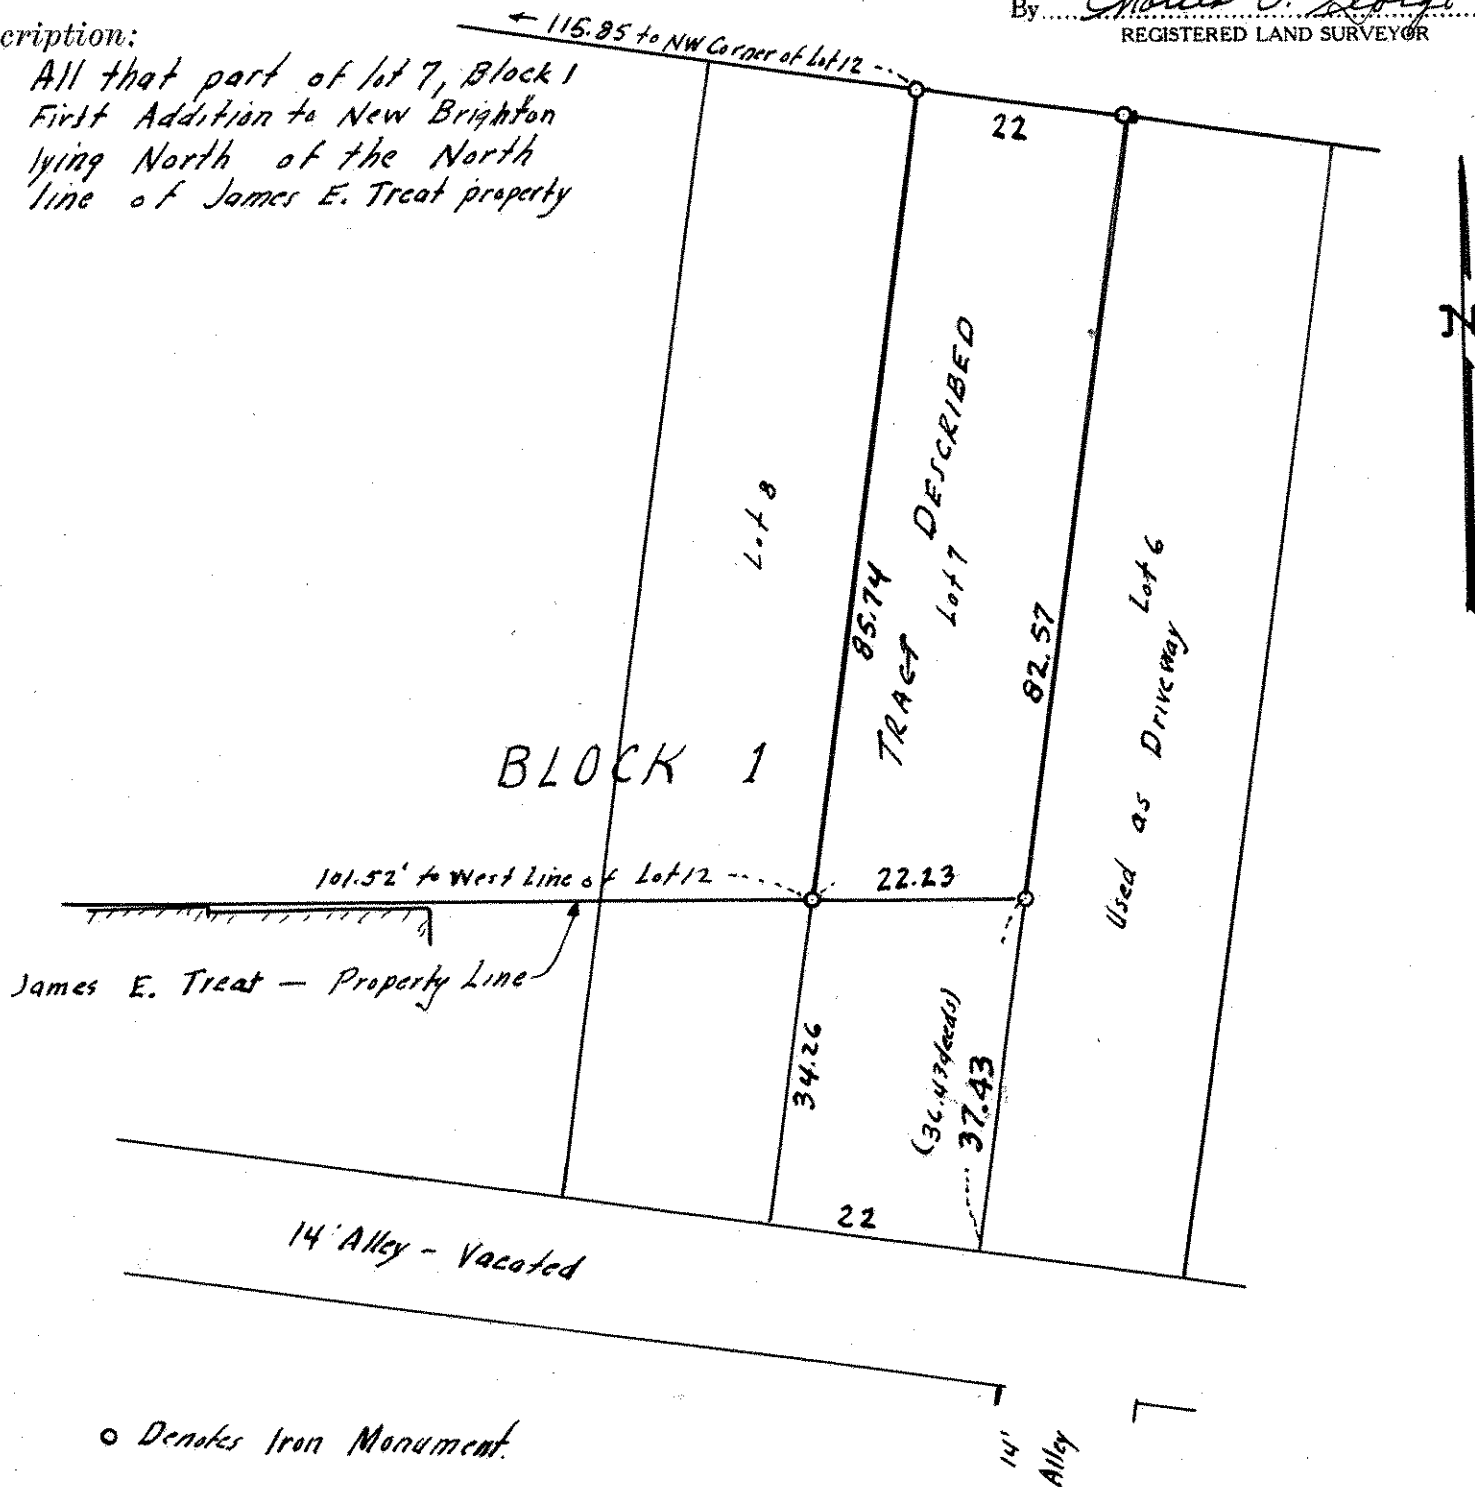 cription:
All that part of lot 7, Block 1
First Addition to New Brighton
lying North of the North
line of James E. Treat property
By Charles George
REGISTERED LAND SURVEYOR
← 115.85 to NW Corner of Lot 12
22
N
Lot 8
85.74
TRACT DESCRIBED
Lot 7
82.57
Lot 6
Used as Driveway
BLOCK 1
101.52' to West Line of Lot 12
22.23
James E. Treat — Property Line
34.26
(36.43 deeds)
37.43
22
14' Alley - Vacated
14'
Alley
o Denotes Iron Monument.